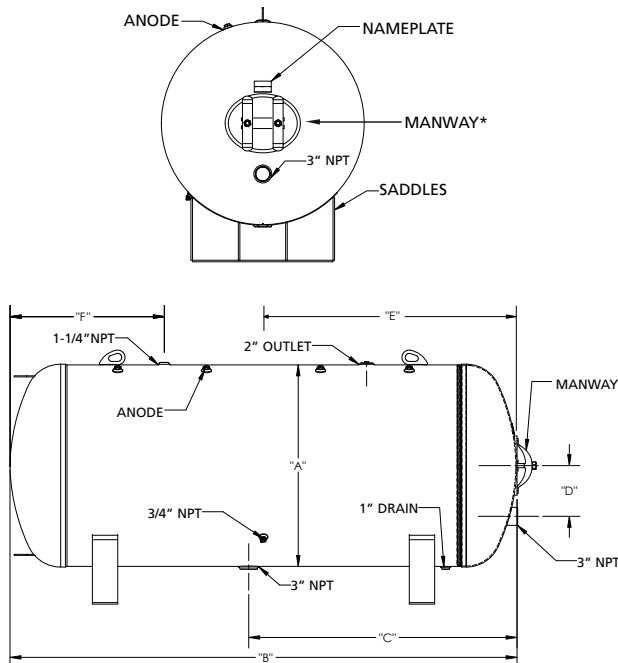 ANODE
NAMEPLATE
MANWAY*
3" NPT
SADDLES
"F"
"E"
1-1/4"NPT
2" OUTLET
MANWAY
ANODE
"A"
"D"
3/4" NPT
1" DRAIN
3" NPT
3" NPT
"C"
"B"